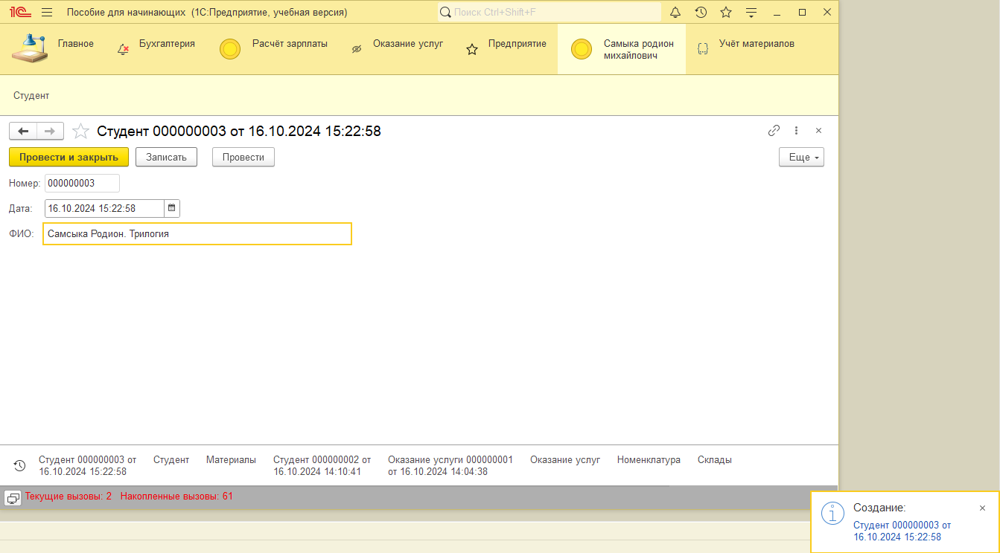 1С Пособие для начинающих (1С:Предприятие, учебная версия) Поиск Ctrl+Shift+F
Главное Бухгалтерия Расчёт зарплаты Оказание услуг Предприятие Самыка родион михайлович Учёт материалов
Студент
Студент 000000003 от 16.10.2024 15:22:58
Провести и закрыть Записать Провести Еще
Номер: 000000003
Дата: 16.10.2024 15:22:58
ФИО: Самсыка Родион. Трилогия
Студент 000000003 от 16.10.2024 15:22:58 Студент Материалы Студент 000000002 от 16.10.2024 14:10:41 Оказание услуги 000000001 от 16.10.2024 14:04:38 Оказание услуг Номенклатура Склады
Текущие вызовы: 2 Накопленные вызовы: 61
Создание:
Студент 000000003 от
16.10.2024 15:22:58